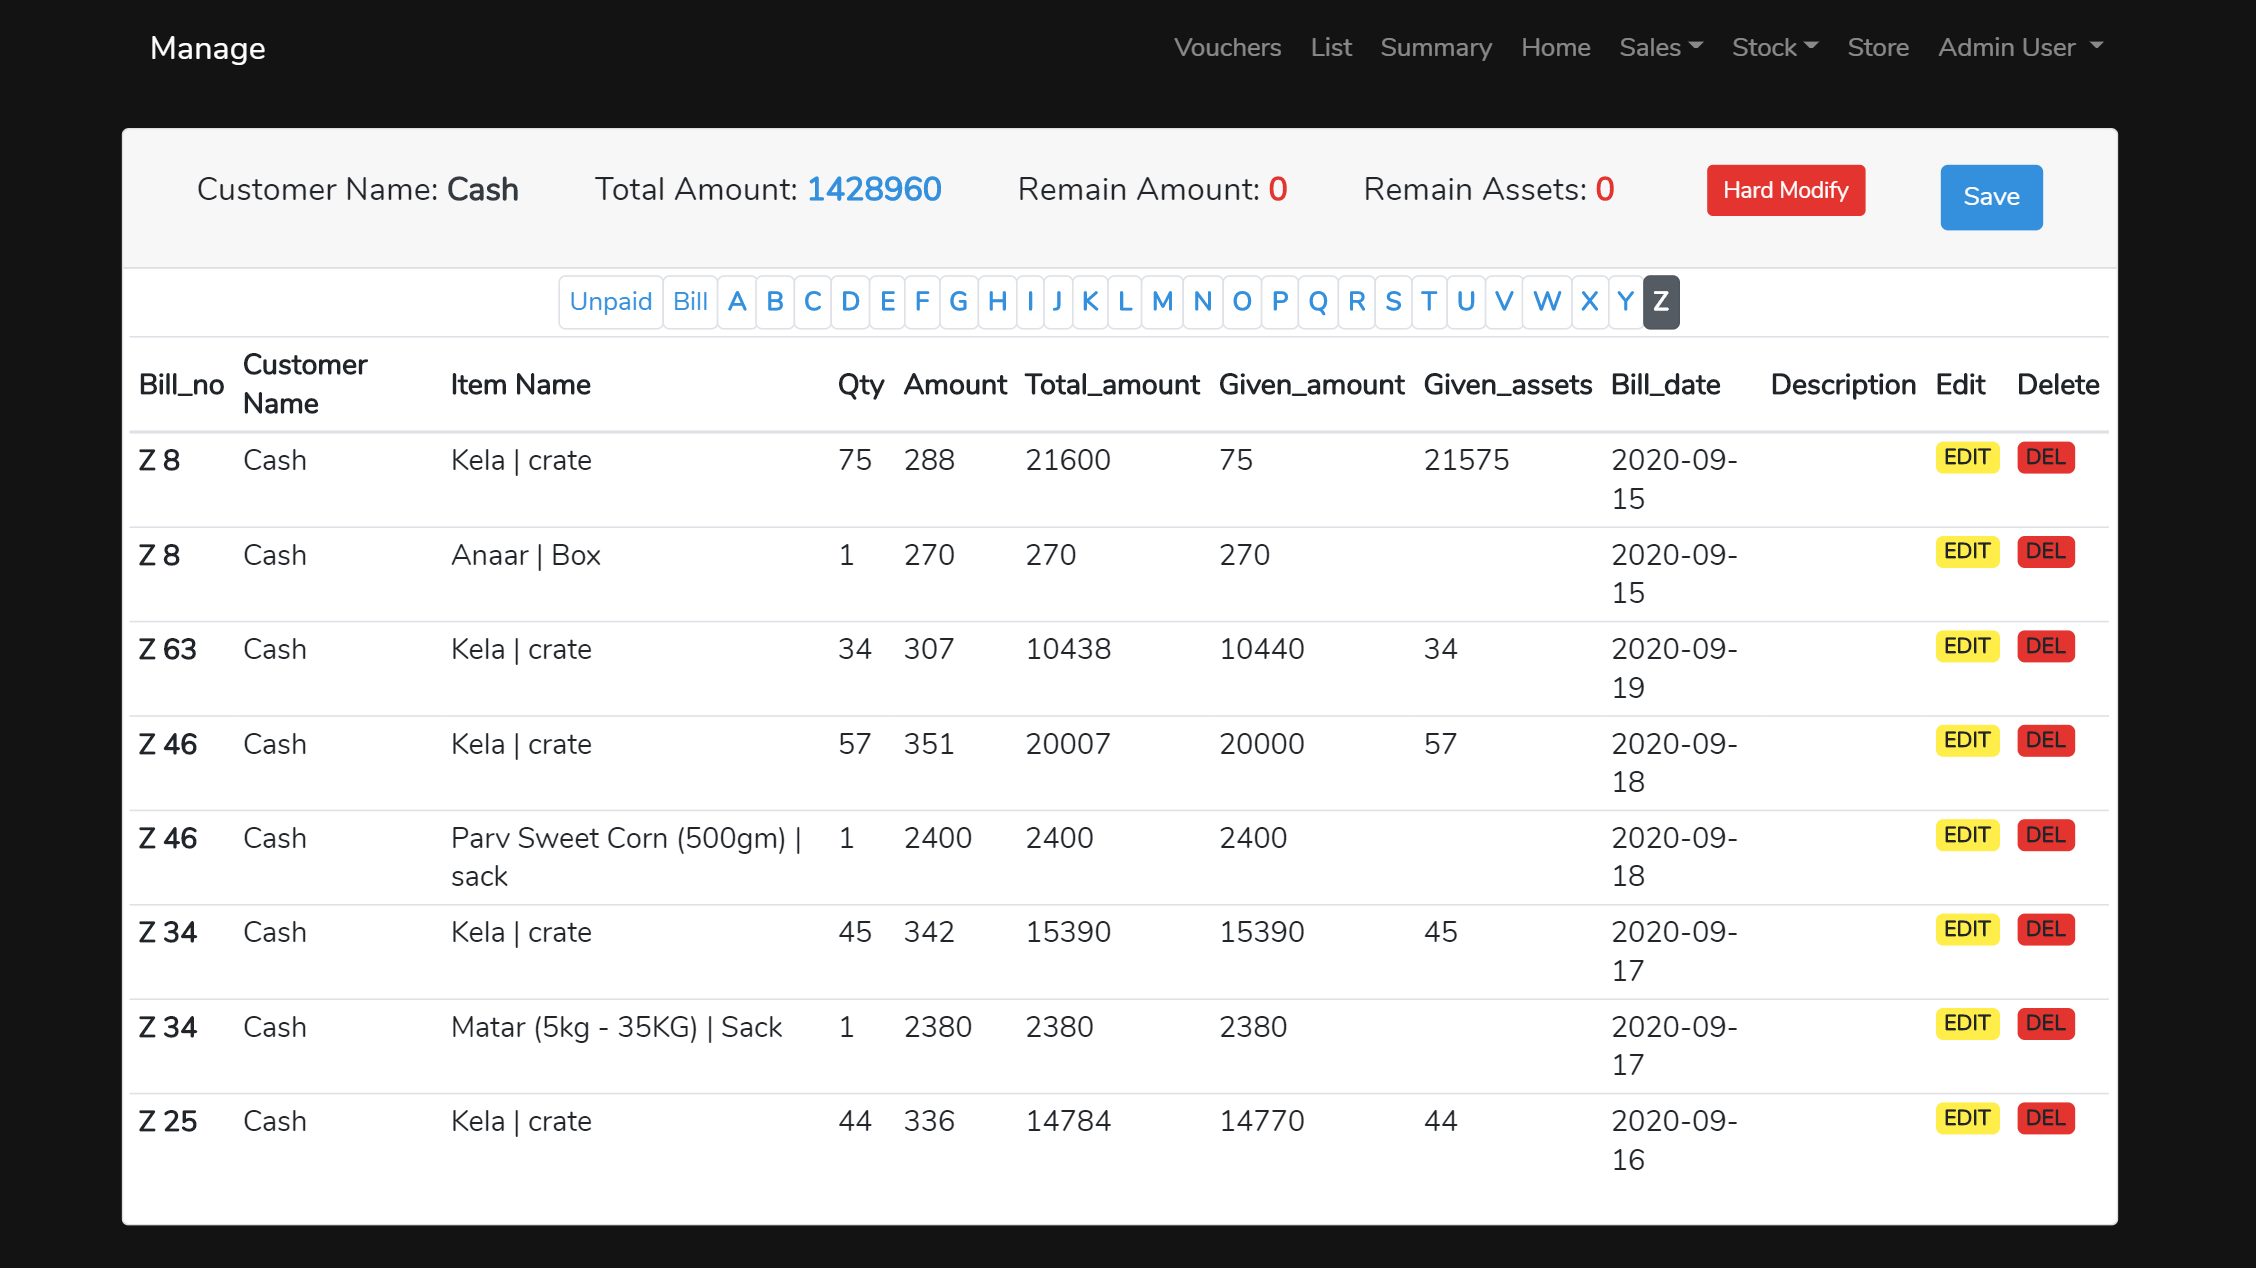 Manage Vouchers List Summary Home Sales Stock Store Admin User
Customer Name: Cash Total Amount: 1428960 Remain Amount: 0 Remain Assets: 0 Hard Modify Save
Unpaid Bill A B C D E F G H I J K L M N O P Q R S T U V W X Y Z
Bill_no Customer Name Item Name Qty Amount Total_amount Given_amount Given_assets Bill_date Description Edit Delete
Z 8 Cash Kela | crate 75 288 21600 75 21575 2020-09-
15
EDIT DEL
Z 8 Cash Anaar | Box 1 270 270 270 2020-09-
15
EDIT DEL
Z 63 Cash Kela | crate 34 307 10438 10440 34 2020-09-
19
EDIT DEL
Z 46 Cash Kela | crate 57 351 20007 20000 57 2020-09-
18
EDIT DEL
Z 46 Cash Parv Sweet Corn (500gm) |
sack
1 2400 2400 2400 2020-09-
18
EDIT DEL
Z 34 Cash Kela | crate 45 342 15390 15390 45 2020-09-
17
EDIT DEL
Z 34 Cash Matar (5kg - 35KG) | Sack 1 2380 2380 2380 2020-09-
17
EDIT DEL
Z 25 Cash Kela | crate 44 336 14784 14770 44 2020-09-
16
EDIT DEL